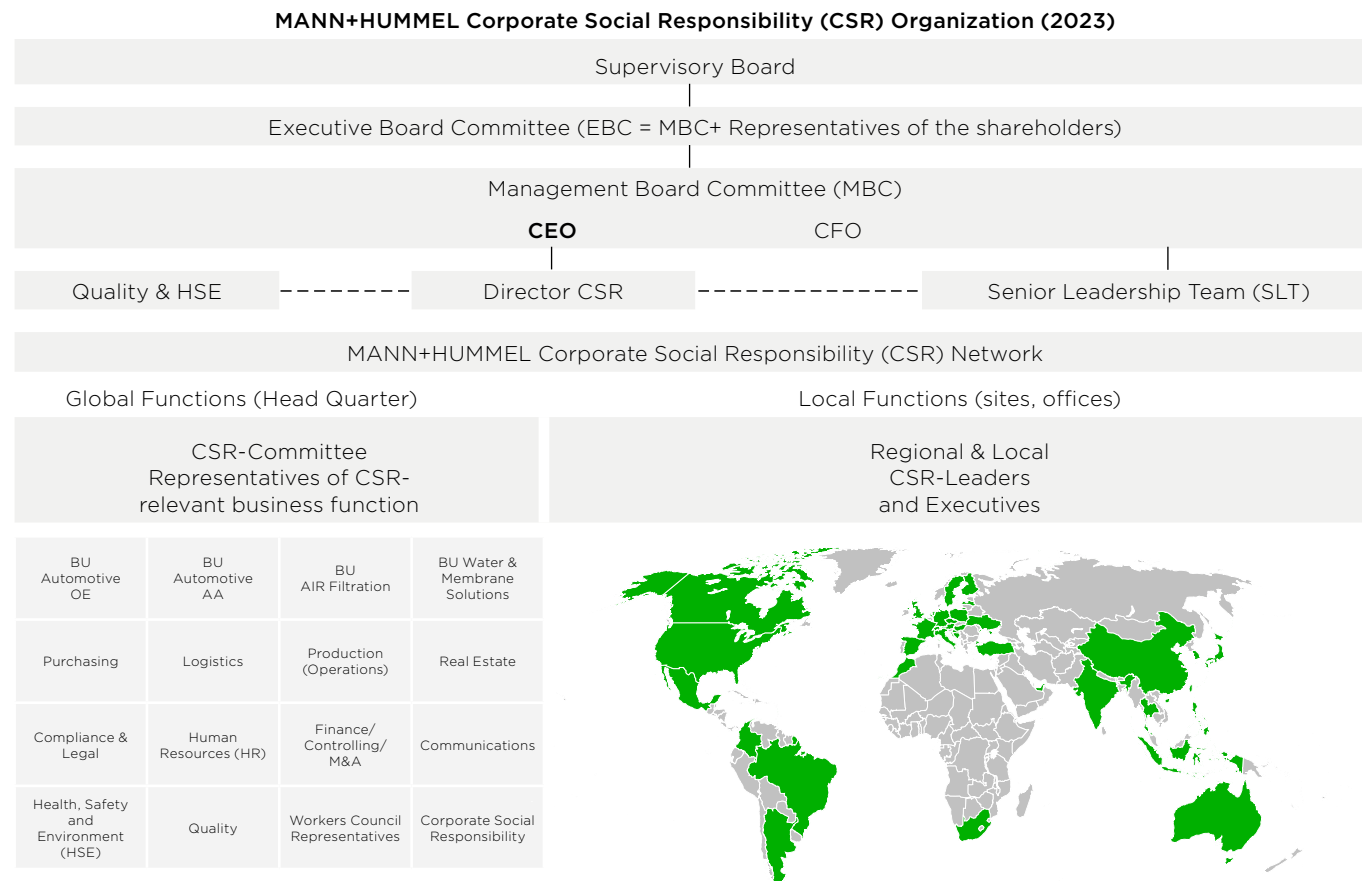 MANN+HUMMEL Corporate Social Responsibility (CSR) Organization (2023)
Supervisory Board
Executive Board Committee (EBC = MBC+ Representatives of the shareholders)
Management Board Committee (MBC)
CEO
CFO
Quality & HSE
Director CSR
Senior Leadership Team (SLT)
MANN+HUMMEL Corporate Social Responsibility (CSR) Network
Global Functions (Head Quarter)
Local Functions (sites, offices)
CSR-Committee
Representatives of CSR-
relevant business function
Regional & Local
CSR-Leaders
and Executives
BU
Automotive
OE
BU
Automotive
AA
BU
AIR Filtration
BU Water &
Membrane
Solutions
Purchasing
Logistics
Production
(Operations)
Real Estate
Compliance &
Legal
Human
Resources (HR)
Finance/
Controlling/
M&A
Communications
Health, Safety
and
Environment
(HSE)
Quality
Workers Council
Representatives
Corporate Social
Responsibility